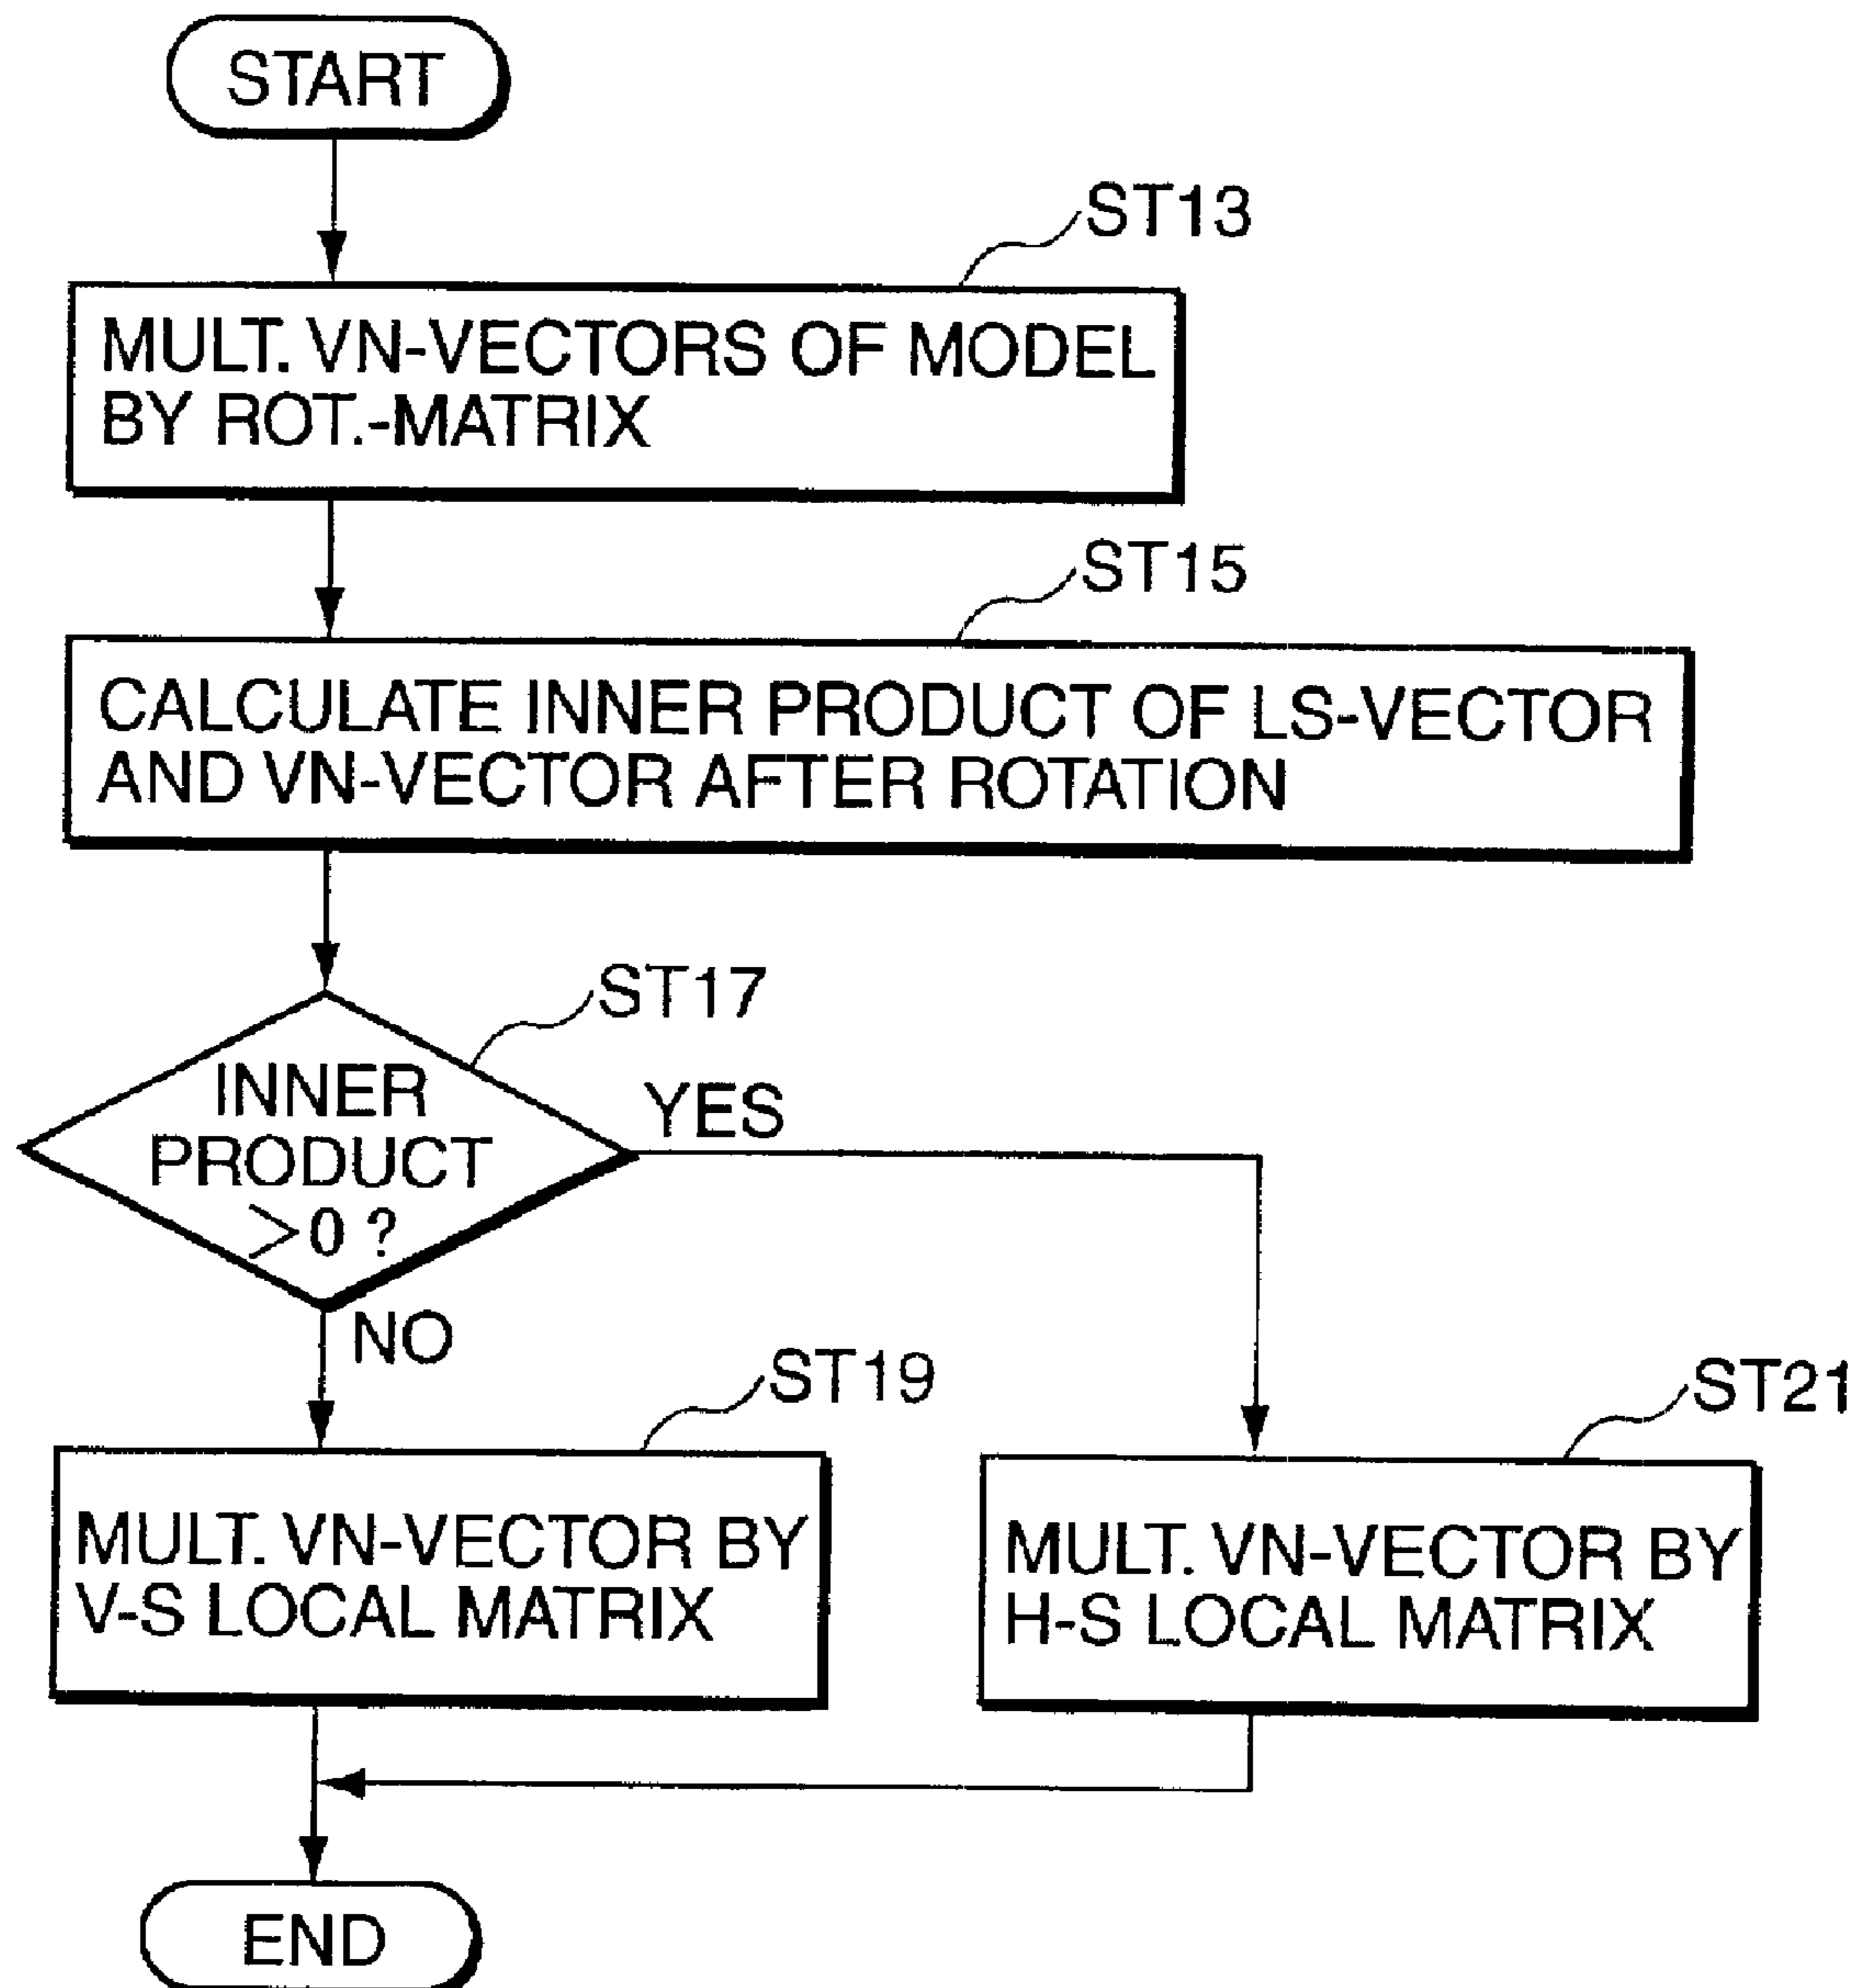 START
ST13
MULT. VN-VECTORS OF MODEL
BY ROT.-MATRIX
ST15
CALCULATE INNER PRODUCT OF LS-VECTOR
AND VN-VECTOR AFTER ROTATION
ST17
INNER
PRODUCT
>0 ?
YES
NO
ST19
MULT. VN-VECTOR BY
V-S LOCAL MATRIX
ST21
MULT. VN-VECTOR BY
H-S LOCAL MATRIX
END